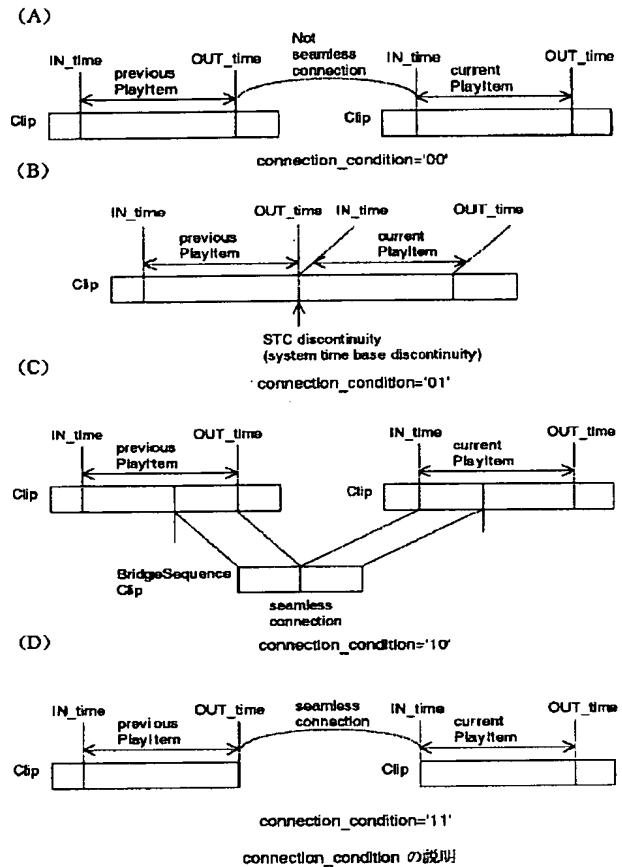 (A)
IN_time
previous
PlayItem
OUT_time
Not
seamless
connection
IN_time
current
PlayItem
OUT_time
Clip
Clip
connection_condition='00'
(B)
IN_time
previous
PlayItem
OUT_time
IN_time
current
PlayItem
OUT_time
Clip
STC discontinuity
(system time base discontinuity)
connection_condition='01'
(C)
IN_time
previous
PlayItem
OUT_time
IN_time
current
PlayItem
OUT_time
Clip
Clip
BridgeSequence
Clip
seamless
connection
connection_condition='10'
(D)
IN_time
previous
PlayItem
OUT_time
seamless
connection
IN_time
current
PlayItem
OUT_time
Clip
Clip
connection_condition='11'
connection_condition の説明